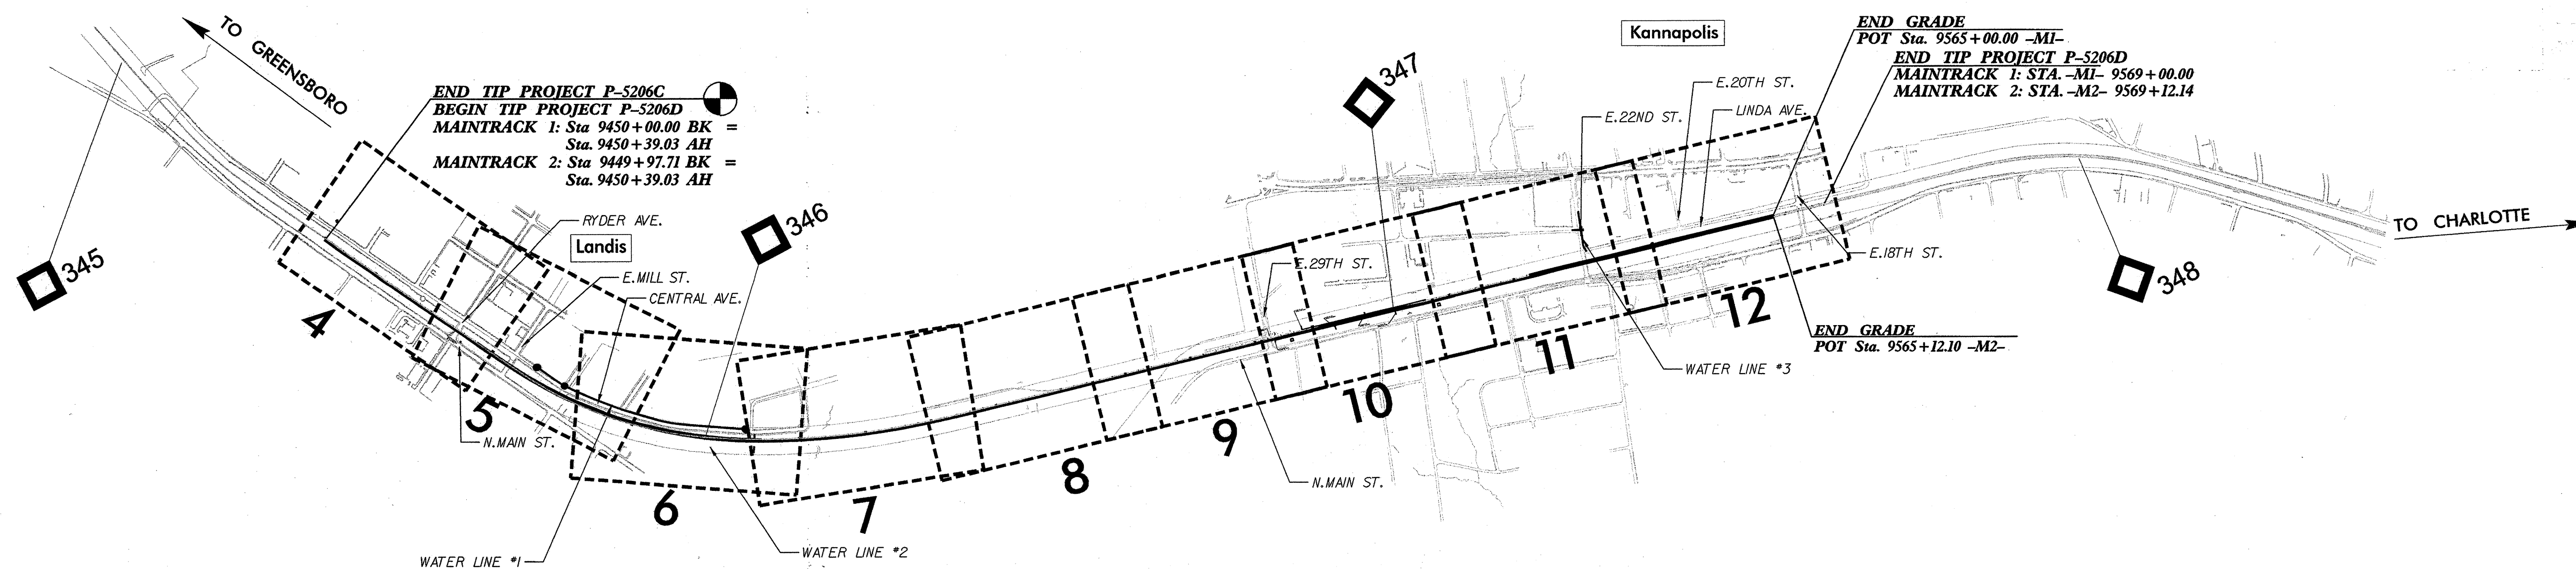 TO GREENSBORO
END TIP PROJECT P-5206C
BEGIN TIP PROJECT P-5206D
MAINTRACK 1: Sta 9450+00.00 BK =
Sta. 9450+39.03 AH
MAINTRACK 2: Sta 9449+97.71 BK =
Sta. 9450+39.03 AH
Kannapolis
END GRADE
POT Sta. 9565+00.00 -M1-
END TIP PROJECT P-5206D
MAINTRACK 1: STA. -M1- 9569+00.00
MAINTRACK 2: STA. -M2- 9569+12.14
347
E.20TH ST.
LINDA AVE.
E.22ND ST.
RYDER AVE.
Landis
346
E.MILL ST.
CENTRAL AVE.
345
E.29TH ST.
E.18TH ST.
TO CHARLOTTE
348
4
12
END GRADE
POT Sta. 9565+12.10 -M2-
11
WATER LINE #3
10
5
N.MAIN ST.
9
8
N.MAIN ST.
6
7
WATER LINE #1
WATER LINE #2